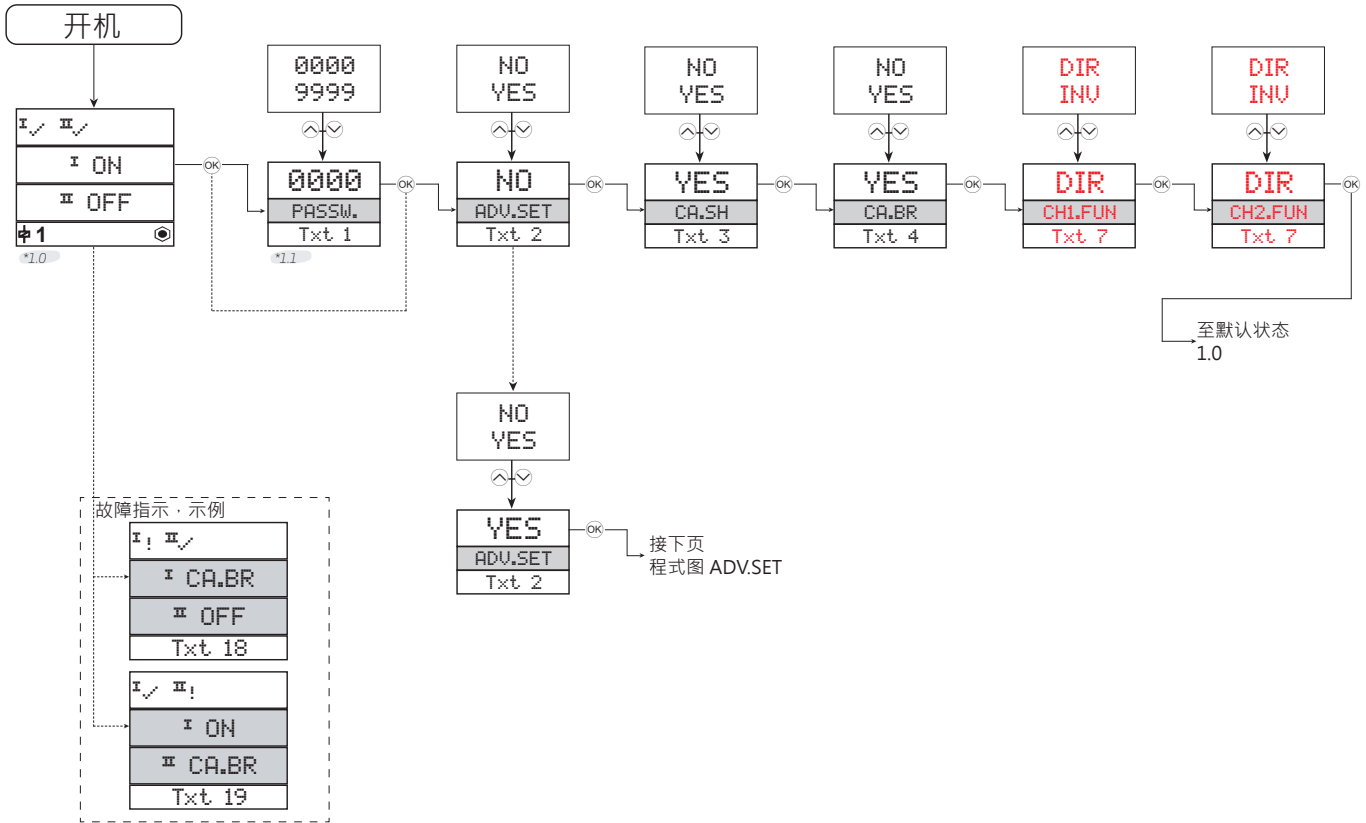 开机
I✓ II✓
I ON
II OFF
1
*1.0
OK
0000
9999
0000
PASSW.
Txt 1
*1.1
OK
NO
YES
NO
ADV.SET
Txt 2
OK
NO
YES
YES
CA.SH
Txt 3
OK
NO
YES
YES
CA.BR
Txt 4
OK
DIR
INV
DIR
CH1.FUN
Txt 7
OK
DIR
INV
DIR
CH2.FUN
Txt 7
OK
至默认状态
1.0
NO
YES
YES
ADV.SET
Txt 2
OK
接下页
程式图 ADV.SET
故障指示 · 示例
I! II✓
I CA.BR
II OFF
Txt 18
I✓ II!
I ON
II CA.BR
Txt 19